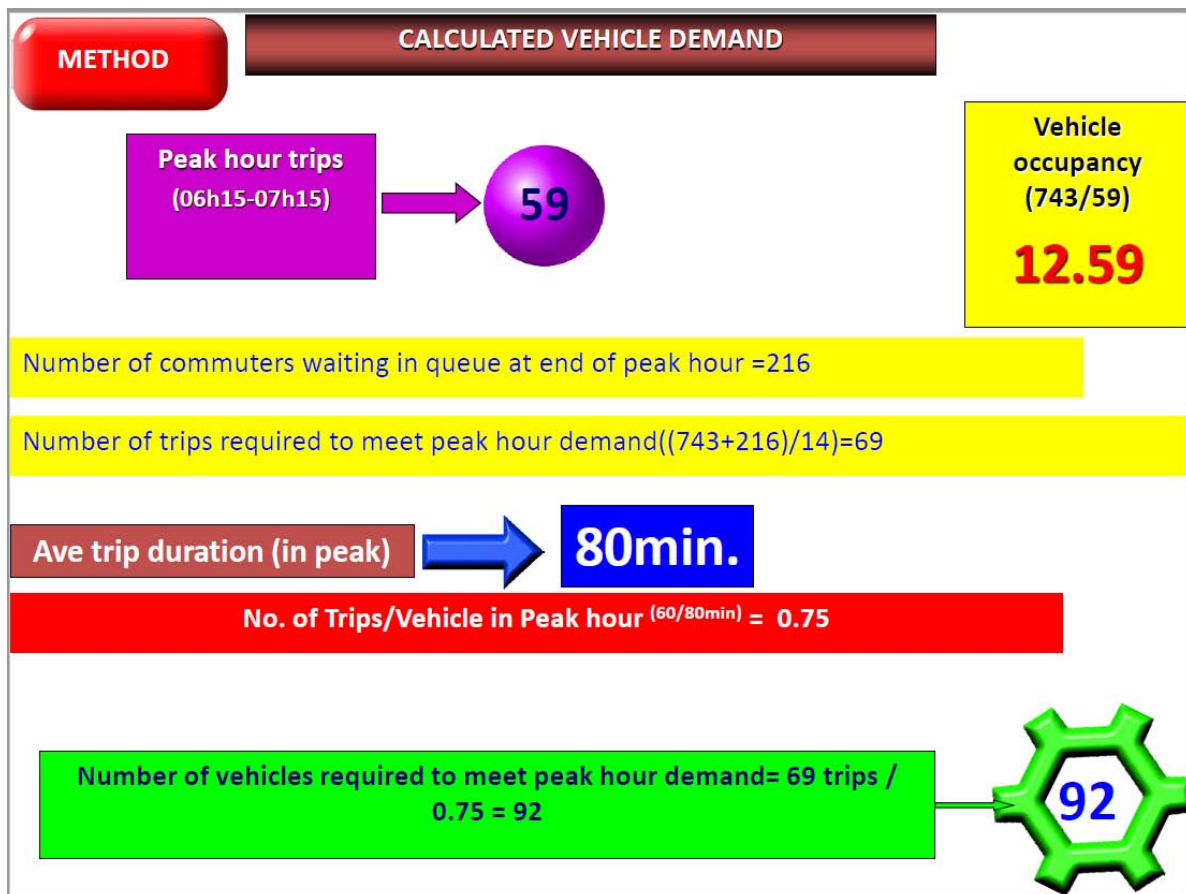 METHOD
CALCULATED VEHICLE DEMAND
Peak hour trips
(06h15-07h15)
59
Vehicle
occupancy
(743/59)
12.59
Number of commuters waiting in queue at end of peak hour =216
Number of trips required to meet peak hour demand((743+216)/14)=69
Ave trip duration (in peak)
80min.
No. of Trips/Vehicle in Peak hour (60/80min) = 0.75
Number of vehicles required to meet peak hour demand= 69 trips /
0.75 = 92
92